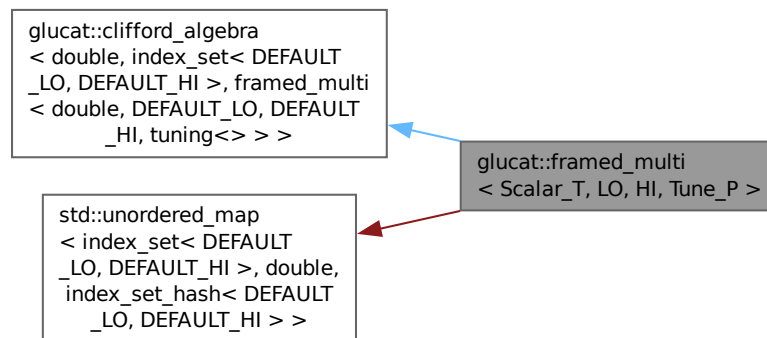 glucat::clifford_algebra
< double, index_set< DEFAULT
_LO, DEFAULT_HI >, framed_multi
< double, DEFAULT_LO, DEFAULT
_HI, tuning<> > >
glucat::framed_multi
< Scalar_T, LO, HI, Tune_P >
std::unordered_map
< index_set< DEFAULT
_LO, DEFAULT_HI >, double,
index_set_hash< DEFAULT
_LO, DEFAULT_HI > >